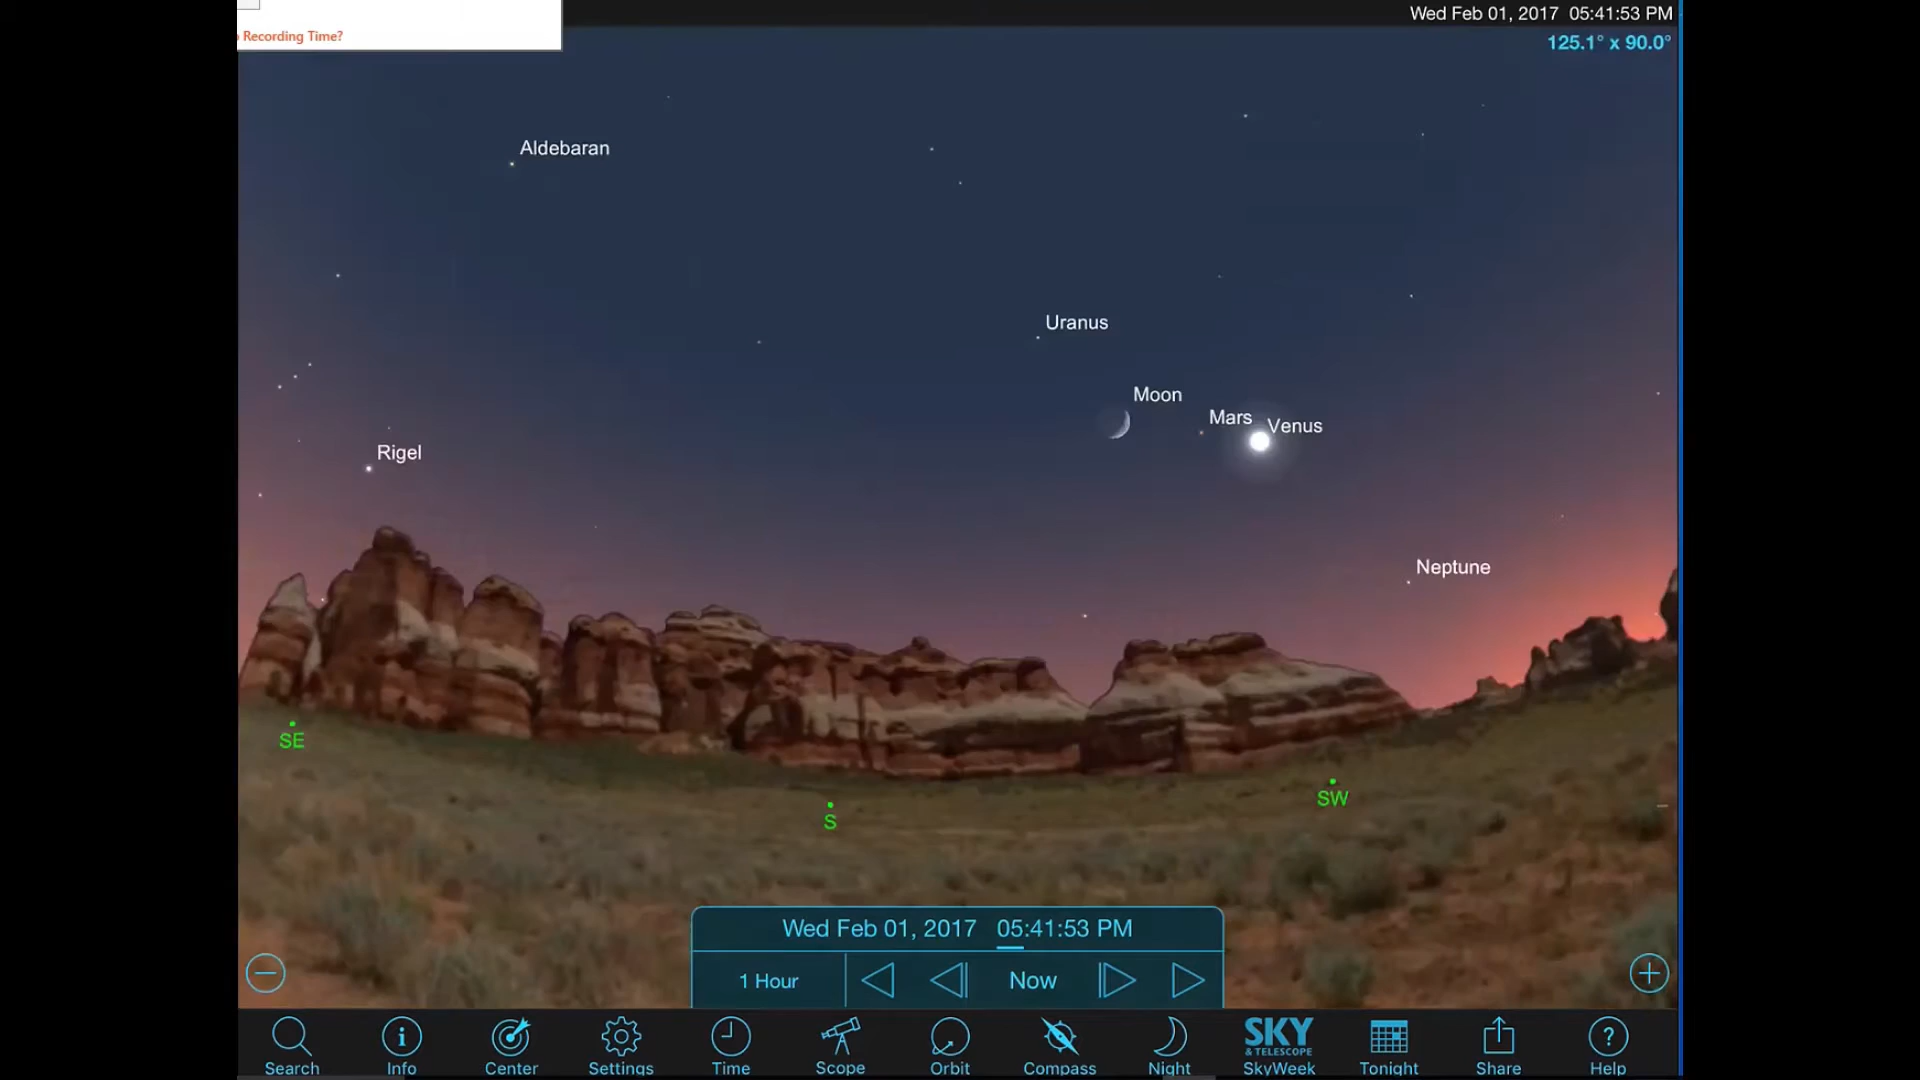 Wed Feb 01, 2017 05:41:53 PM
Recording Time?
125.1° x 90.0°
Aldebaran
Uranus
Moon
Mars
Venus
Rigel
Neptune
SE
SW
S
Wed Feb 01, 2017 05:41:53 PM
1 Hour
Now
SKY
& TELESCOPE
Search
Info
Center
Settings
Time
Scope
Orbit
Compass
Night
SkyWeek
Tonight
Share
Help